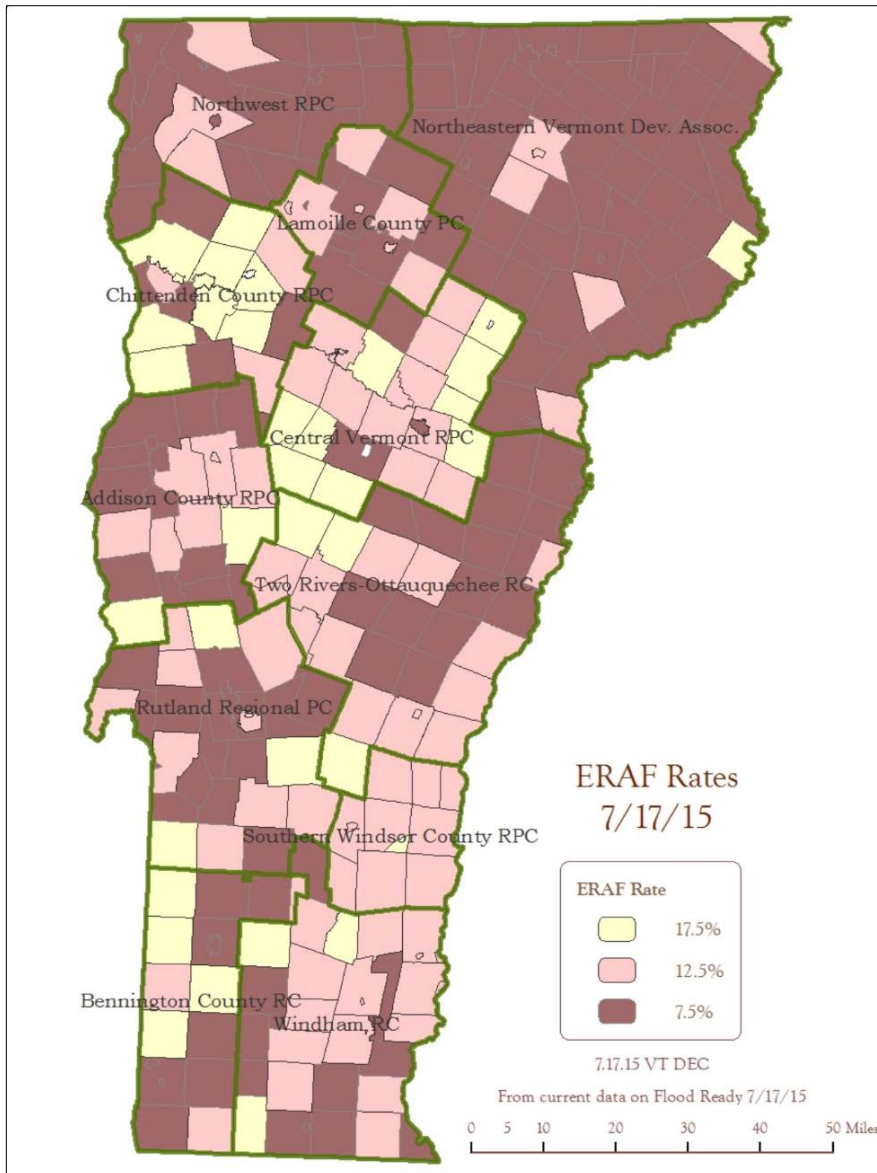 Northwest RPC
Northeastern Vermont Dev. Assoc.
Lamoille County PC
Chittenden County RPC
Central Vermont RPC
Addison County RPC
Two Rivers-Ottauquechee RC
Rutland Regional PC
Southern Windsor County RPC
Bennington County RC
Windham RC
ERAF Rates
7/17/15
ERAF Rate
17.5%
12.5%
7.5%
7.17.15 VT DEC
From current data on Flood Ready 7/17/15
0 5 10 20 30 40 50 Miles